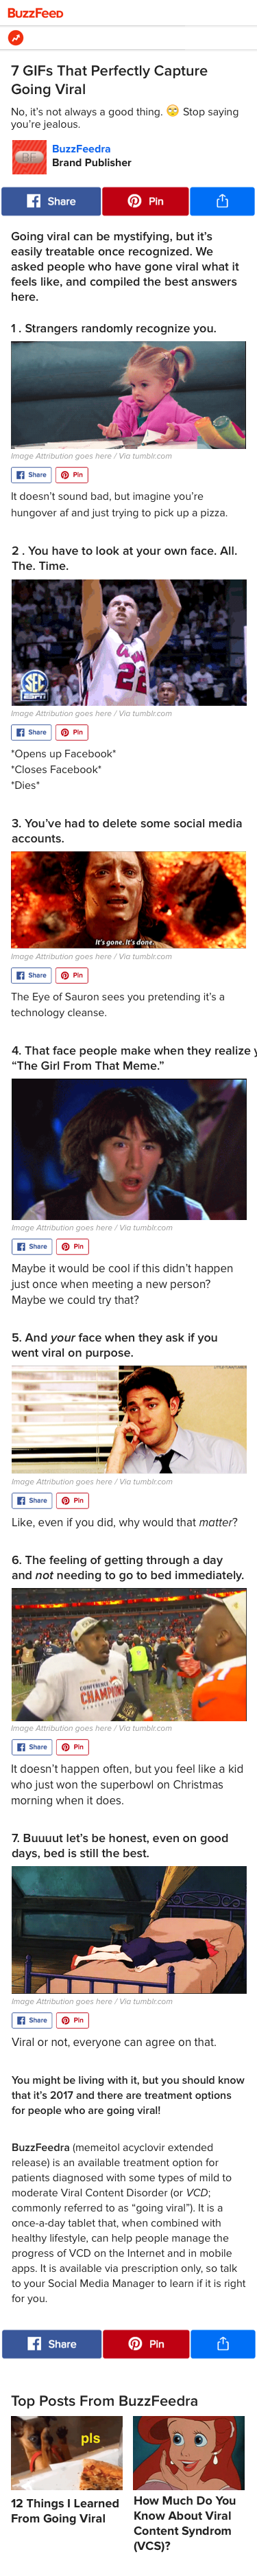 BuzzFeeD
7 GIFs That Perfectly Capture
Going Viral
No, it's not always a good thing. 🙄 Stop saying
you're jealous.
BF
BuzzFeedra
Brand Publisher
Share
Pin
Going viral can be mystifying, but it's
easily treatable once recognized. We
asked people who have gone viral what it
feels like, and compiled the best answers
here.
1 . Strangers randomly recognize you.
Image Attribution goes here / Via tumblr.com
Share
Pin
It doesn't sound bad, but imagine you're
hungover af and just trying to pick up a pizza.
2 . You have to look at your own face. All.
The. Time.
SEC
ESPN
Image Attribution goes here / Via tumblr.com
Share
Pin
*Opens up Facebook*
*Closes Facebook*
*Dies*
3. You've had to delete some social media
accounts.
It's gone. It's done.
Image Attribution goes here / Via tumblr.com
Share
Pin
The Eye of Sauron sees you pretending it's a
technology cleanse.
4. That face people make when they realize y
"The Girl From That Meme."
Image Attribution goes here / Via tumblr.com
Share
Pin
Maybe it would be cool if this didn't happen
just once when meeting a new person?
Maybe we could try that?
5. And your face when they ask if you
went viral on purpose.
Image Attribution goes here / Via tumblr.com
Share
Pin
Like, even if you did, why would that matter?
6. The feeling of getting through a day
and not needing to go to bed immediately.
CONFERENCE
CHAMPIONS
Image Attribution goes here / Via tumblr.com
Share
Pin
It doesn't happen often, but you feel like a kid
who just won the superbowl on Christmas
morning when it does.
7. Buuuut let's be honest, even on good
days, bed is still the best.
Image Attribution goes here / Via tumblr.com
Share
Pin
Viral or not, everyone can agree on that.
You might be living with it, but you should know
that it's 2017 and there are treatment options
for people who are going viral!
BuzzFeedra (memeitol acyclovir extended
release) is an available treatment option for
patients diagnosed with some types of mild to
moderate Viral Content Disorder (or VCD;
commonly referred to as "going viral"). It is a
once-a-day tablet that, when combined with
healthy lifestyle, can help people manage the
progress of VCD on the Internet and in mobile
apps. It is available via prescription only, so talk
to your Social Media Manager to learn if it is right
for you.
Share
Pin
Top Posts From BuzzFeedra
pls
12 Things I Learned
From Going Viral
How Much Do You
Know About Viral
Content Syndrom
(VCS)?